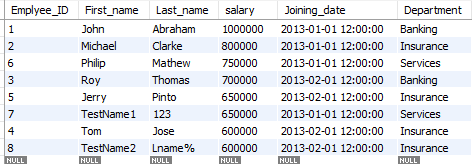 Emplyee_ID First_name Last_name salary Joining_date Department
1 John Abraham 1000000 2013-01-01 12:00:00 Banking
2 Michael Clarke 800000 2013-01-01 12:00:00 Insurance
6 Philip Mathew 750000 2013-01-01 12:00:00 Services
3 Roy Thomas 700000 2013-02-01 12:00:00 Banking
5 Jerry Pinto 650000 2013-02-01 12:00:00 Insurance
7 TestName1 123 650000 2013-01-01 12:00:00 Services
4 Tom Jose 600000 2013-02-01 12:00:00 Insurance
8 TestName2 Lname% 600000 2013-02-01 12:00:00 Insurance
NULL NULL NULL NULL NULL NULL